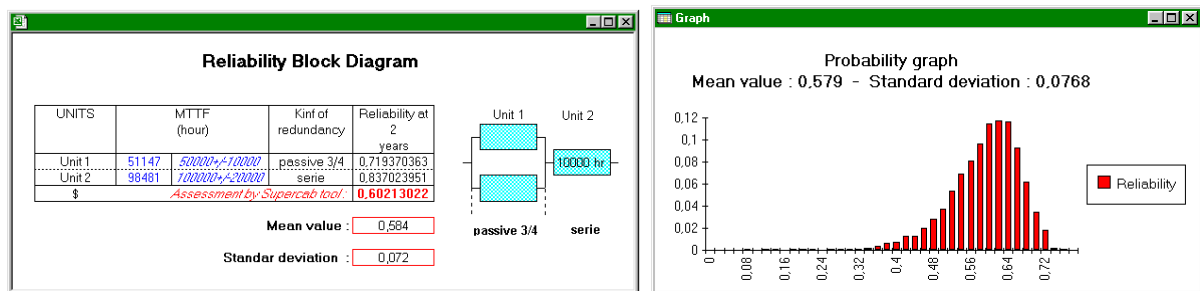 Reliability Block Diagram
UNITS MTTF Kinf of Reliability at
(hour) redundancy 2
years
Unit 1 51147 50000+/-10000 passive 3/4 0,719370363
Unit 2 98481 100000+/-20000 serie 0,837023951
$ Assessment by Supercab tool : 0,60213022
Mean value : 0,584
Standar deviation : 0,072
Unit 1 Unit 2
10000 hr
passive 3/4 serie
Graph
Probability graph
Mean value : 0,579 - Standard deviation : 0,0768
0,12
0,1
0,08
0,06
0,04
0,02
0
0 0,08 0,16 0,24 0,32 0,4 0,48 0,56 0,64 0,72
Reliability